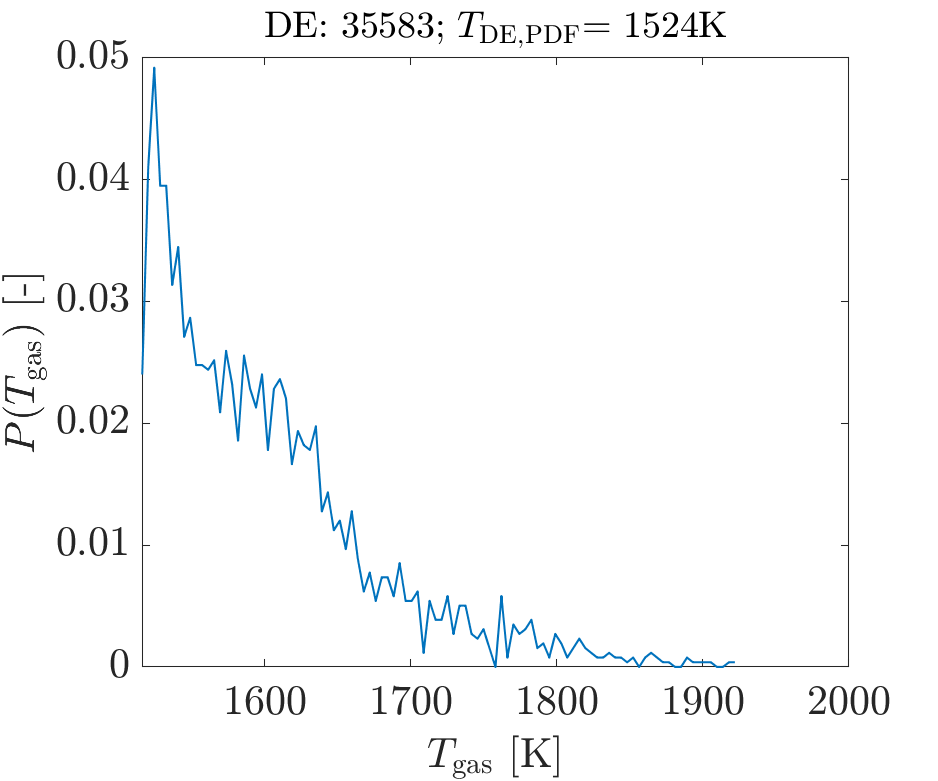 DE: 35583; T_DE,PDF= 1524K
0.05
0.04
0.03
0.02
0.01
0
P(T_gas) [-]
1600 1700 1800 1900 2000
T_gas [K]